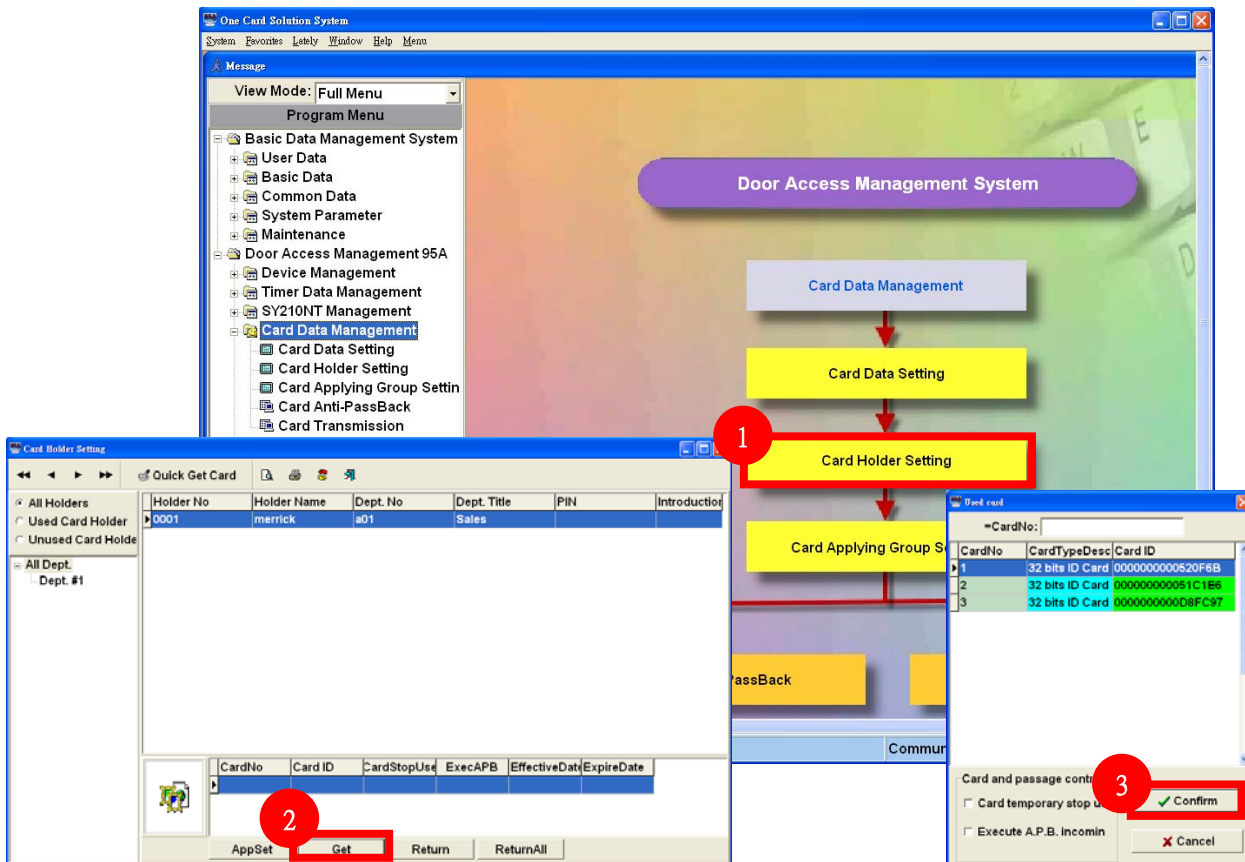 One Card Solution System
System Favorites Lately Window Help Menu
Message
View Mode: Full Menu
Program Menu
Basic Data Management System
User Data
Basic Data
Common Data
System Parameter
Maintenance
Door Access Management 95A
Device Management
Timer Data Management
SY210NT Management
Card Data Management
Card Data Setting
Card Holder Setting
Card Applying Group Settin
Card Anti-PassBack
Card Transmission
Door Access Management System
Card Data Management
Card Data Setting
1
Card Holder Setting
Card Applying Group S
PassBack
Commun
Card Holder Setting
Quick Get Card
All Holders
Used Card Holder
Unused Card Holde
All Dept.
Dept. #1
Holder No Holder Name Dept. No Dept. Title PIN Introduction
0001 merrick a01 Sales
CardNo Card ID CardStopUse ExecAPB EffectiveDate ExpireDate
2
AppSet Get Return ReturnAll
Used card
=CardNo:
CardNo CardTypeDesc Card ID
1 32 bits ID Card 0000000000520F6B
2 32 bits ID Card 000000000051C1E6
3 32 bits ID Card 0000000000D8FC97
Card and passage contr
3
Card temporary stop u
Confirm
Execute A.P.B. incomin
Cancel